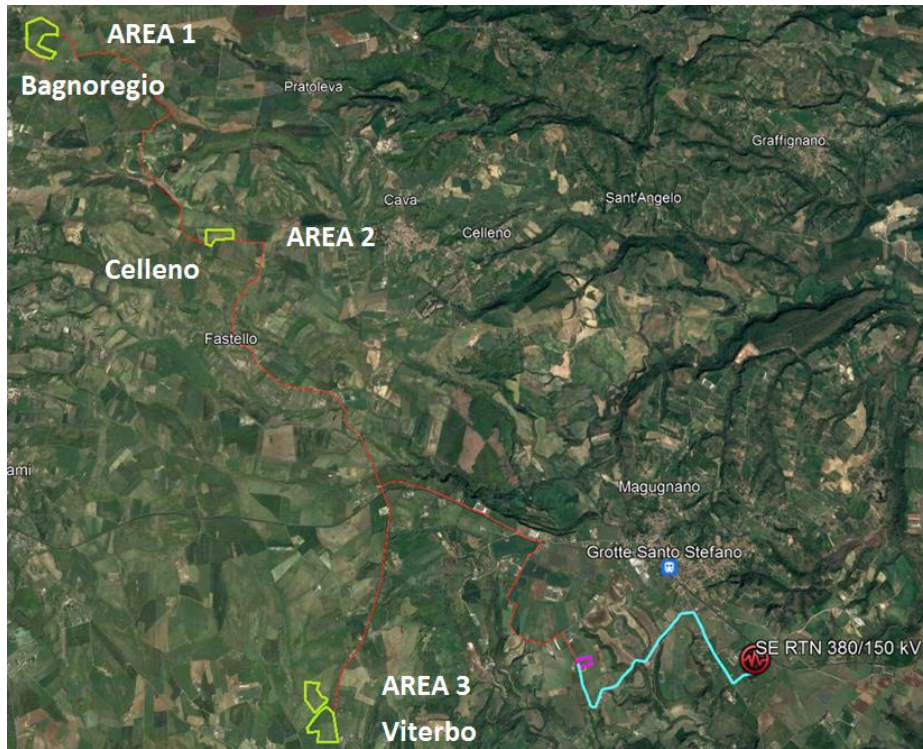 AREA 1
Bagnoregio
Pratoleva
Graffignano
Cava
Sant'Angelo
Celleno
AREA 2
Celleno
Fastello
ami
Magugnano
Grotte Santo Stefano
SE RTN 380/150 kV
AREA 3
Viterbo